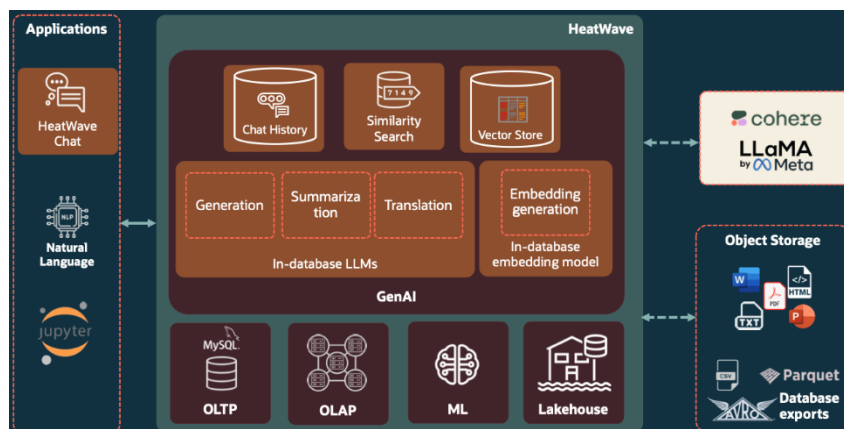 Applications
HeatWave
Chat
NLP
Natural
Language
jupyter
HeatWave
Chat History
7149
Similarity
Search
Vector Store
Generation
Summariza
tion
Translation
In-database LLMs
Embedding
generation
In-database
embedding model
GenAI
MySQL
OLTP
OLAP
ML
Lakehouse
cohere
LLaMA
by Meta
Object Storage
W
</>
HTML
PDF
TXT
P
CSV
Parquet
AVRO
Database
exports